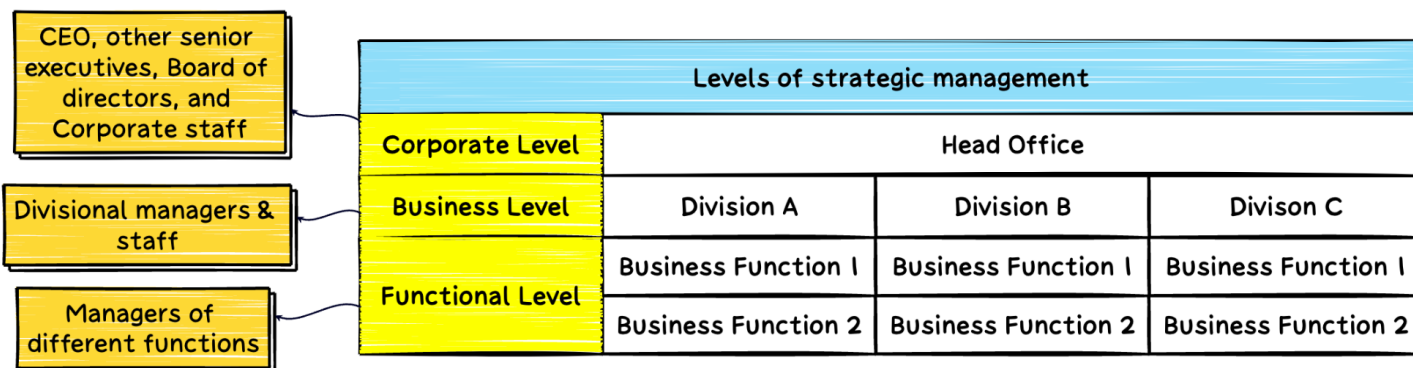 CEO, other senior
executives, Board of
directors, and
Corporate staff
Divisional managers &
staff
Managers of
different functions
Levels of strategic management
Corporate Level
Head Office
Business Level
Division A
Division B
Divison C
Functional Level
Business Function 1
Business Function 1
Business Function 1
Business Function 2
Business Function 2
Business Function 2